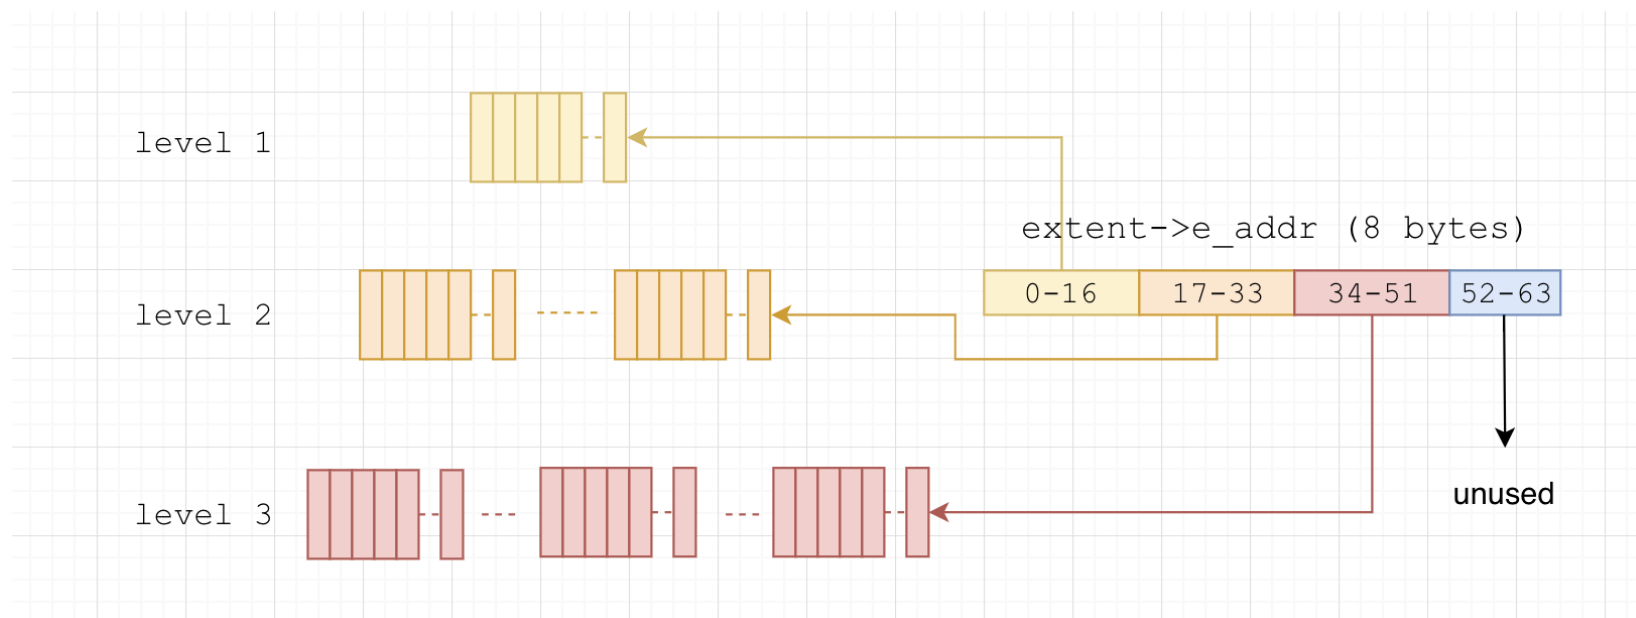 level 1
extent->e_addr (8 bytes)
0-16 17-33 34-51 52-63
level 2
unused
level 3